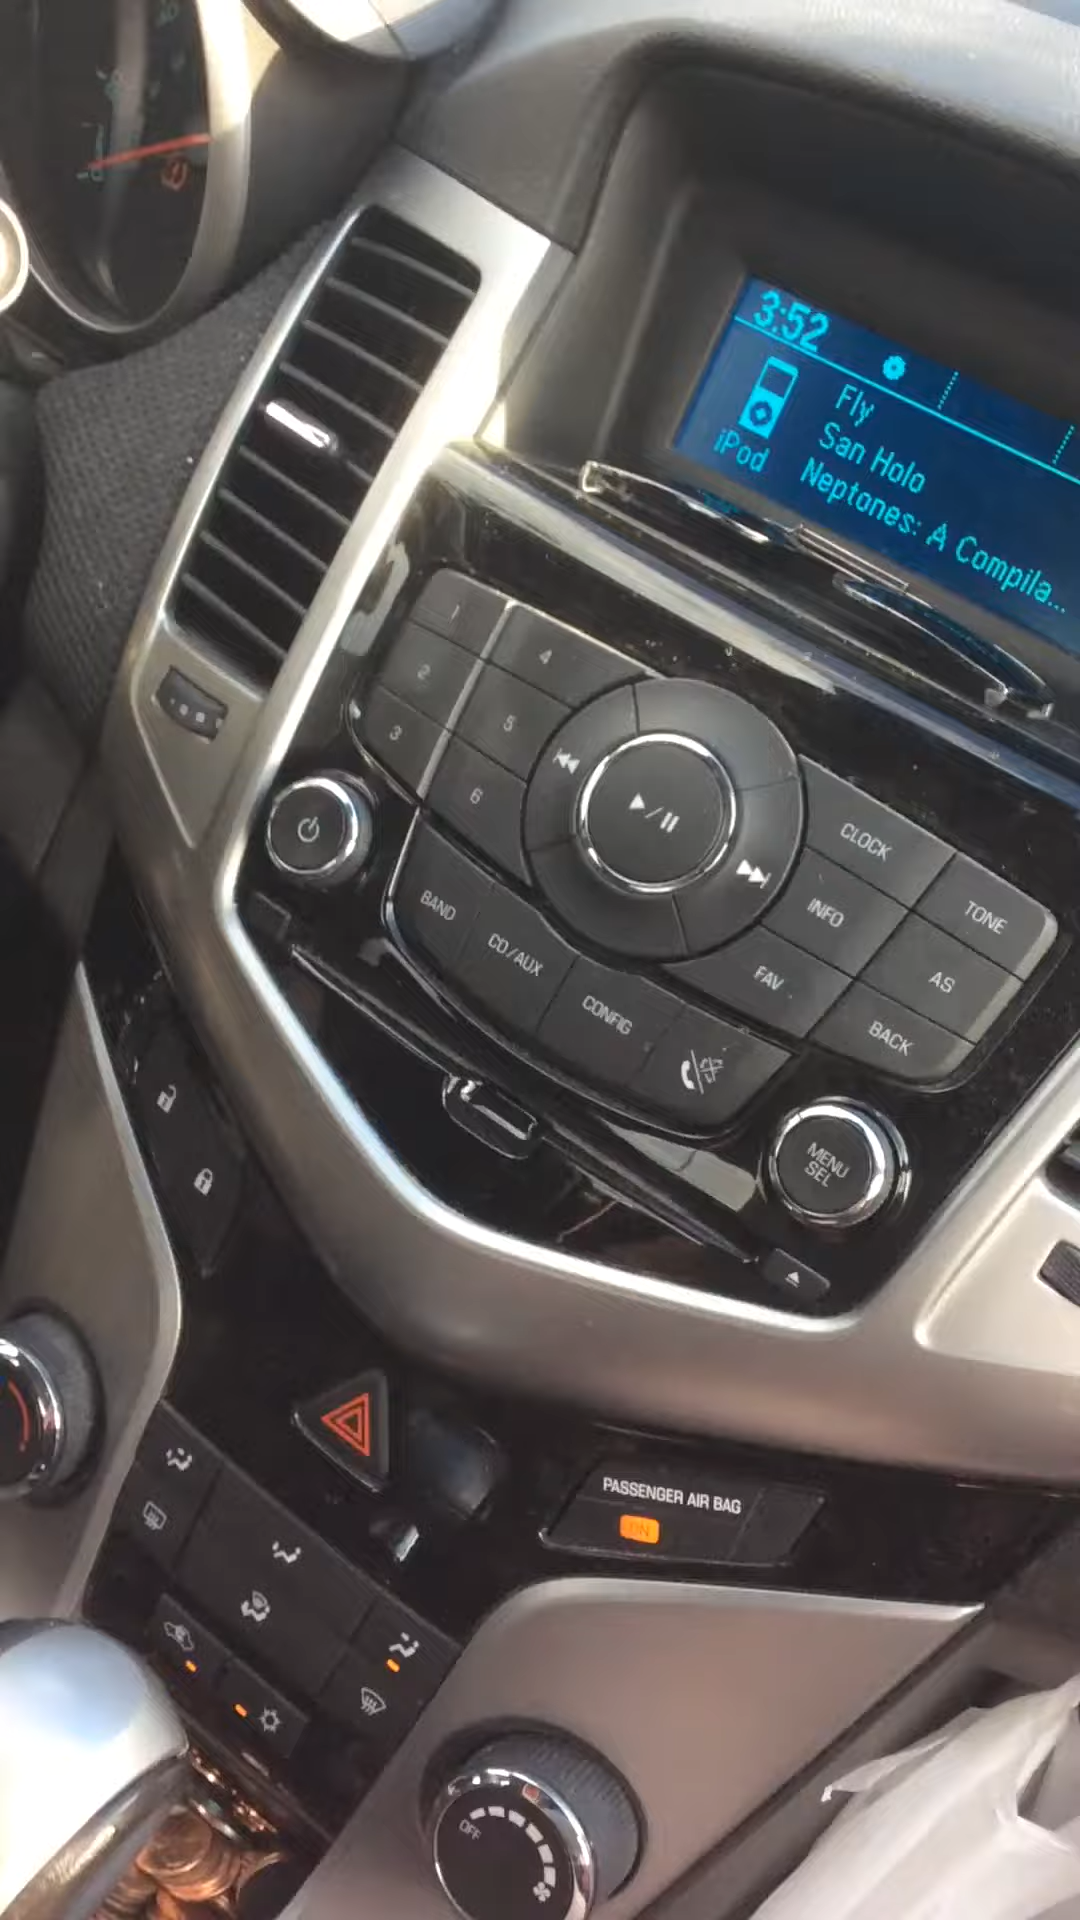 3:52
Fly
San Holo
iPod
Neptones: A Compila...
1
2
3
4
5
6
CLOCK
INFO
TONE
FAV
AS
BACK
BAND
CD/AUX
CONFIG
MENU
SEL
PASSENGER AIR BAG
ON
OFF